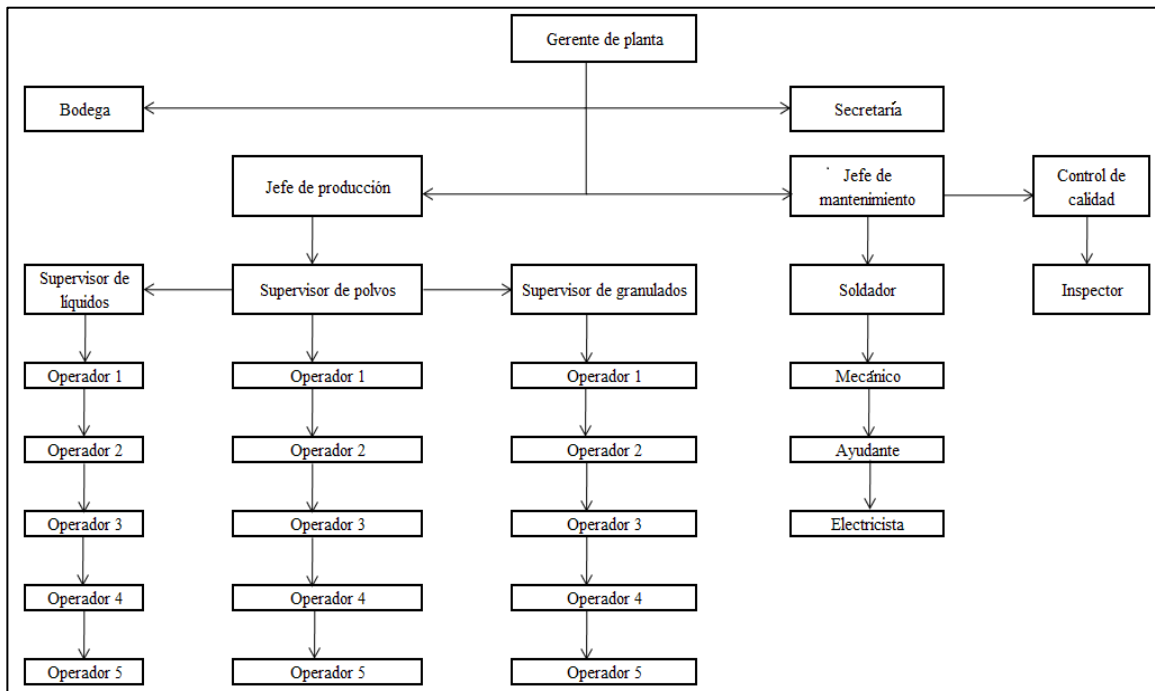 Gerente de planta
Bodega
Secretaría
Jefe de producción
Jefe de
mantenimiento
Control de
calidad
Supervisor de
líquidos
Supervisor de polvos
Supervisor de granulados
Soldador
Inspector
Operador 1
Operador 1
Operador 1
Mecánico
Operador 2
Operador 2
Operador 2
Ayudante
Operador 3
Operador 3
Operador 3
Electricista
Operador 4
Operador 4
Operador 4
Operador 5
Operador 5
Operador 5